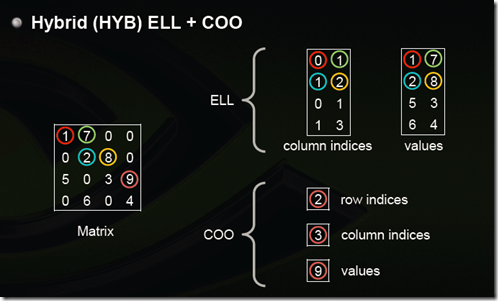 Hybrid (HYB) ELL + COO
ELL
0 1
1 2
0 1
1 3
column indices
1 7
2 8
5 3
6 4
values
1 7 0 0
0 2 8 0
5 0 3 9
0 6 0 4
Matrix
COO
2 row indices
3 column indices
9 values